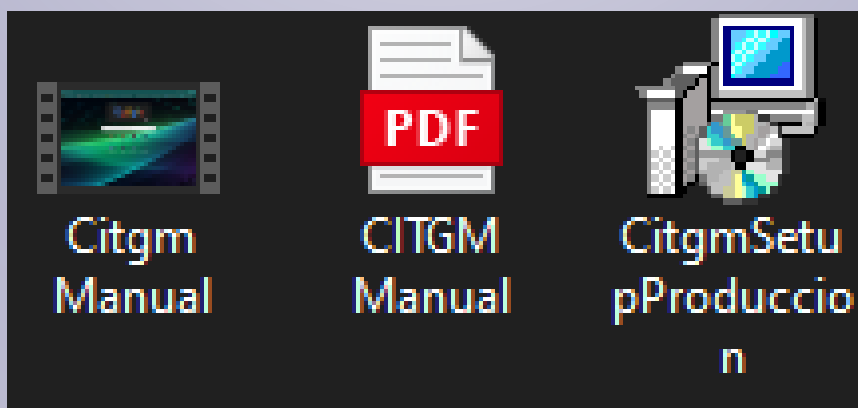 PDF
Citgm
Manual
CITGM
Manual
CitgmSetu
pProduccio
n